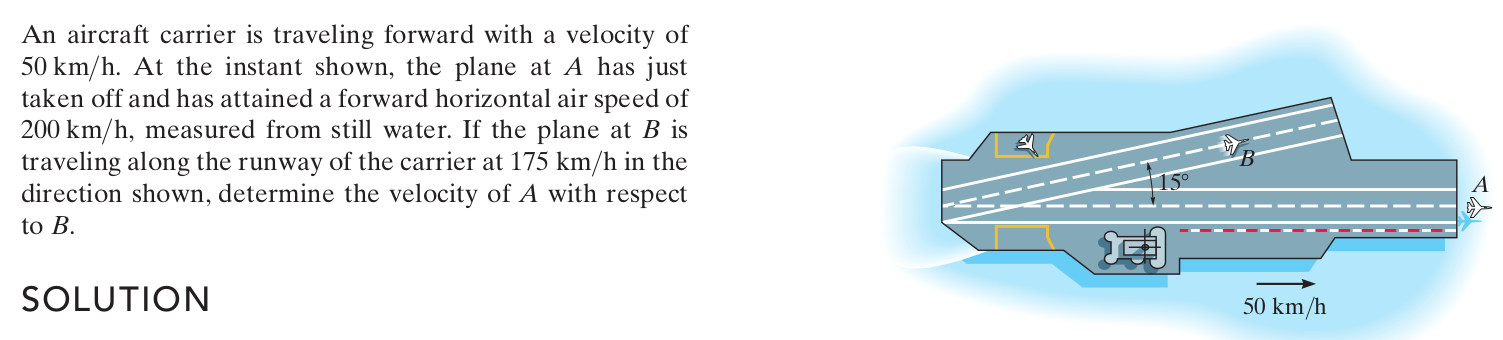 An aircraft carrier is traveling forward with a velocity of
50 km/h. At the instant shown, the plane at A has just
taken off and has attained a forward horizontal air speed of
200 km/h, measured from still water. If the plane at B is
traveling along the runway of the carrier at 175 km/h in the
direction shown, determine the velocity of A with respect
to B.
SOLUTION
B
15°
A
50 km/h